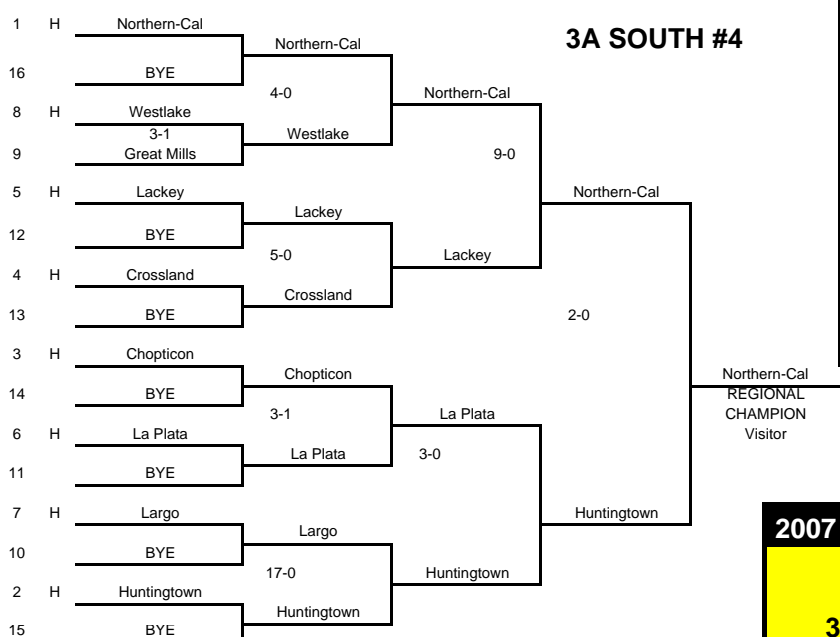 3A SOUTH #4
1 H Northern-Cal
Northern-Cal
16 BYE
4-0
Northern-Cal
8 H Westlake
3-1
Westlake
9 Great Mills
9-0
5 H Lackey
Northern-Cal
Lackey
12 BYE
5-0
Lackey
4 H Crossland
Crossland
13 BYE
2-0
3 H Chopticon
Chopticon
Northern-Cal
REGIONAL
CHAMPION
Visitor
14 BYE
3-1
La Plata
6 H La Plata
La Plata
3-0
11 BYE
7 H Largo
Huntingtown
Largo
10 BYE
17-0
Huntingtown
2 H Huntingtown
Huntingtown
15 BYE
2007
3